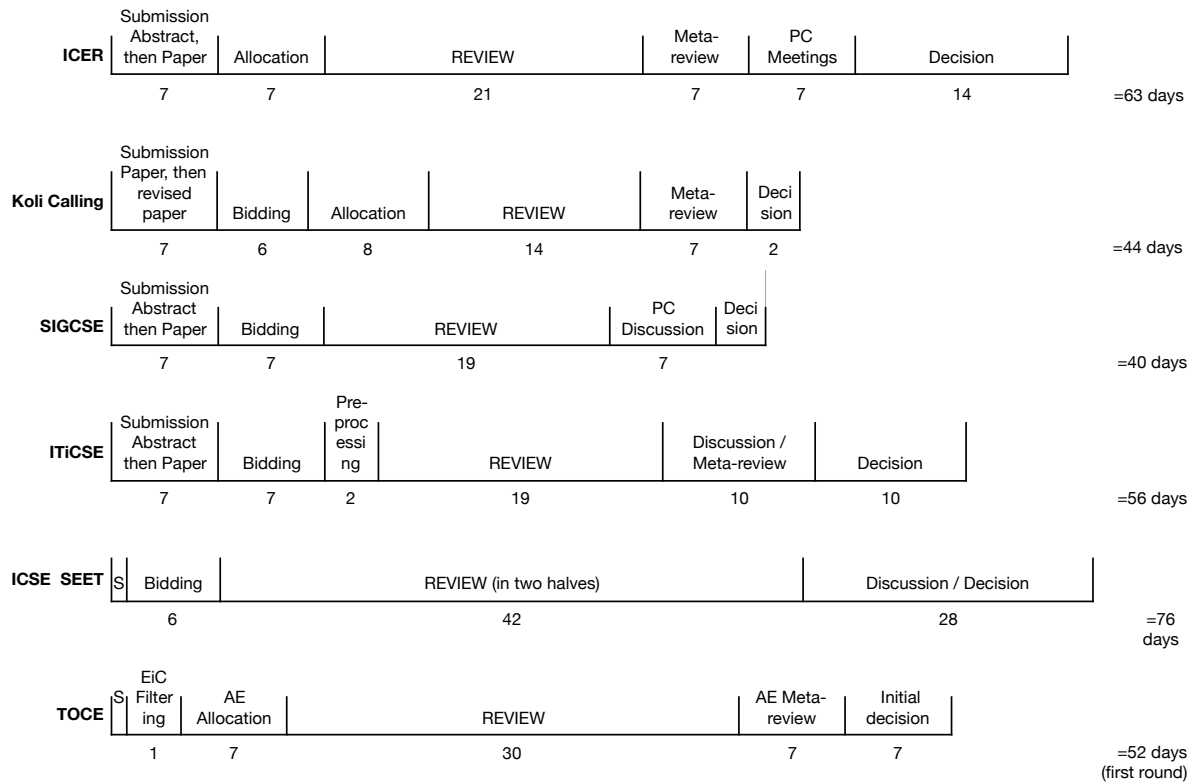 Submission
Abstract,
then Paper
ICER
Allocation
REVIEW
Meta-
review
PC
Meetings
Decision
7
7
21
7
7
14
=63 days
Submission
Paper, then
revised
paper
Koli Calling
Bidding
Allocation
REVIEW
Meta-
review
Deci
sion
7
6
8
14
7
2
=44 days
Submission
Abstract
then Paper
SIGCSE
Bidding
REVIEW
PC
Discussion
Deci
sion
7
7
19
7
=40 days
Submission
Abstract
then Paper
ITiCSE
Bidding
Pre-
proc
essi
ng
REVIEW
Discussion /
Meta-review
Decision
7
7
2
19
10
10
=56 days
ICSE SEET
S
Bidding
REVIEW (in two halves)
Discussion / Decision
6
42
28
=76
days
TOCE
S
EiC
Filter
ing
AE
Allocation
REVIEW
AE Meta-
review
Initial
decision
1
7
30
7
7
=52 days
(first round)